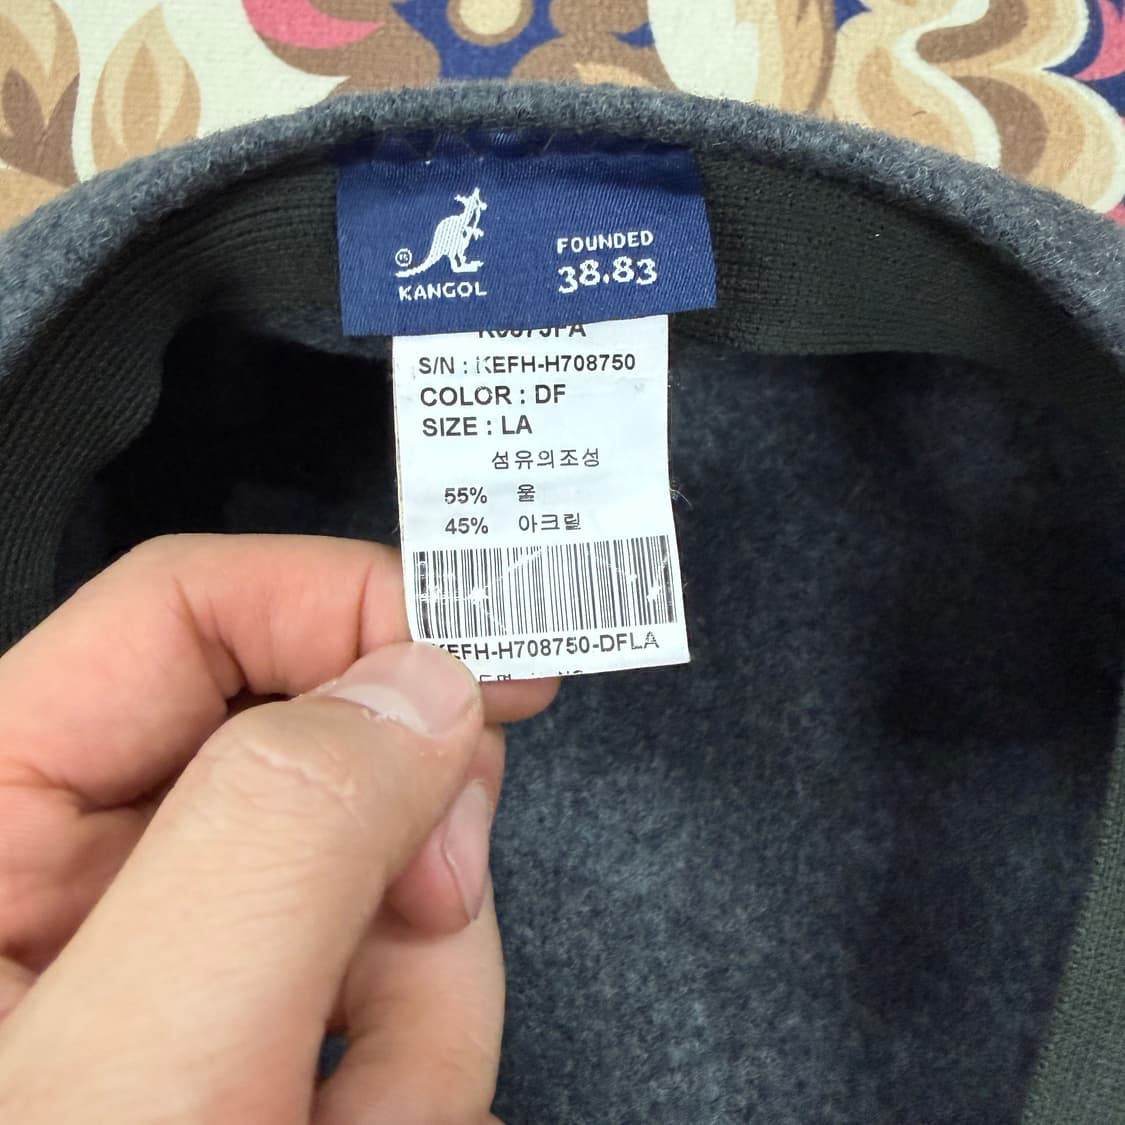 KANGOL
FOUNDED
38.83
S/N : KEFH-H708750
COLOR : DF
SIZE : LA
섬유의조성
55% 울
45% 아크릴
KEFH-H708750-DFLA